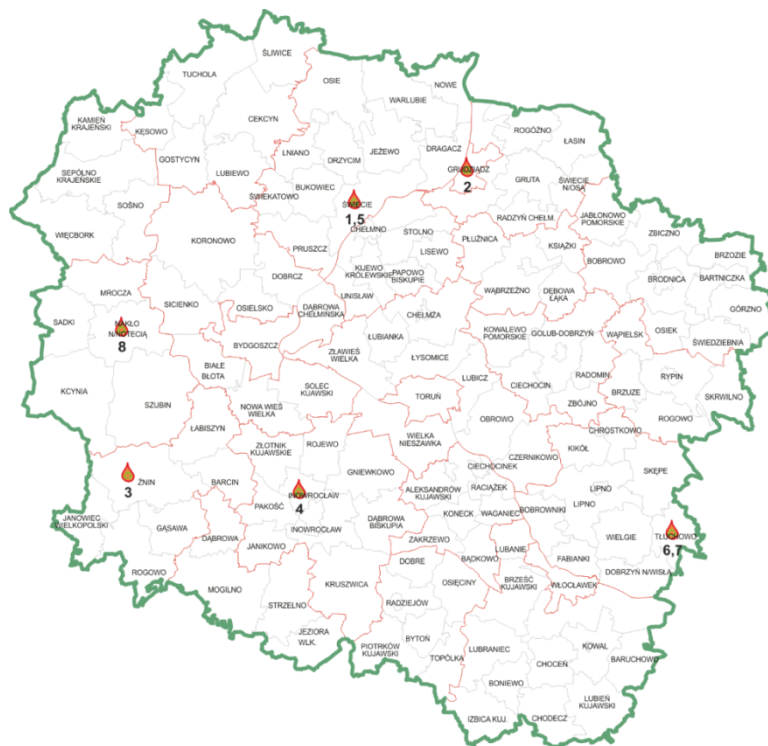 ŚLIWICE
TUCHOLA
OSIE
NOWE
WARLUBIE
KAMIEŃ
KRAJEŃSKI
KĘSOWO
CEKCYN
ROGÓŹNO
ŁASIN
LNIANO
DRZYCIM
JEŻEWO
DRAGACZ
GOSTYCYN
LUBIEWO
SEPÓLNO
KRAJEŃSKIE
GRUDZIĄDZ
2
GRUTA
ŚWIECIE
N/OSĄ
BUKOWIEC
ŚWIEKATOWO
SOŚNO
ŚWIECIE
1,5
RADZYŃ CHEŁM.
JABŁONOWO
POMORSKIE
ZBICZNO
CHEŁMNO
STOLNO
PŁUŻNICA
WIĘCBORK
KORONOWO
PRUSZCZ
LISEWO
KSIĄŻKI
BOBROWO
BRZOZIE
KIJEWO
KRÓLEWSKIE
PAPOWO
BISKUPIE
DOBRCZ
BRODNICA
BARTNICZKA
MROCZA
UNISŁAW
WĄBRZEŹNO
DĘBOWA
ŁĄKA
SICIENKO
OSIELSKO
DĄBROWA
CHEŁMIŃSKA
CHEŁMŻA
GÓRZNO
SADKI
NAKŁO
N/NOTECIĄ
8
KOWALEWO
POMORSKIE
GOLUB-DOBRZYŃ
WĄPIELSK
OSIEK
ŚWIEDZIEBNIA
BYDGOSZCZ
ŁUBIANKA
ZŁAWIEŚ
WIELKA
ŁYSOMICE
BIAŁE
BŁOTA
RADOMIN
RYPIN
KCYNIA
SOLEC
KUJAWSKI
LUBICZ
CIECHOCIN
BRZUZE
SKRWILNO
SZUBIN
TORUŃ
ZBÓJNO
NOWA WIEŚ
WIELKA
ŁABISZYN
OBROWO
ROGOWO
CHROSTKOWO
WIELKA
NIESZAWKA
ZŁOTNIK
KUJAWSKIE
ROJEWO
KIKÓŁ
CZERNIKOWO
GNIEWKOWO
CIECHOCINEK
SKĘPE
3
ŻNIN
BARCIN
RACIĄŻEK
ALEKSANDRÓW
KUJAWSKI
LIPNO
INOWROCŁAW
4
PAKOŚĆ
LIPNO
BOBROWNIKI
KONECK
WAGANIEC
JANOWIEC
WIELKOPOLSKI
GĄSAWA
DĄBROWA
BISKUPIA
INOWROCŁAW
WIELGIE
TŁUCHOWO
6,7
DĄBROWA
JANIKOWO
ZAKRZEWO
LUBANIE
BĄDKOWO
FABIANKI
DOBRE
ROGOWO
DOBRZYŃ N/WISŁĄ
MOGILNO
KRUSZWICA
OSIĘCINY
BRZEŚĆ
KUJAWSKI
WŁOCŁAWEK
STRZELNO
RADZIEJÓW
JEZIORA
WLK.
BYTOŃ
PIOTRKÓW
KUJAWSKI
TOPÓLKA
LUBRANIEC
KOWAL
CHOCEŃ
BARUCHOWO
BONIEWO
LUBIEŃ
KUJAWSKI
IZBICA KUJ.
CHODECZ